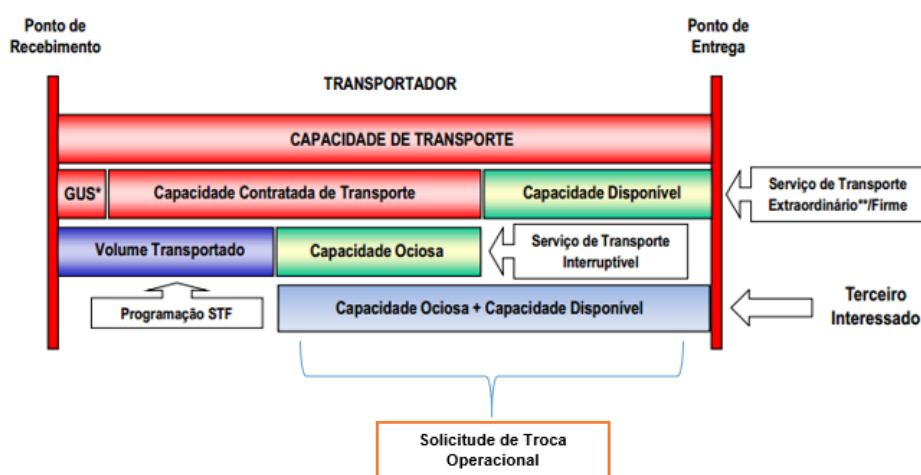 Ponto de
Recebimento
Ponto de
Entrega
TRANSPORTADOR
CAPACIDADE DE TRANSPORTE
GUS*
Capacidade Contratada de Transporte
Capacidade Disponível
Serviço de Transporte
Extraordinário**/Firme
Volume Transportado
Capacidade Ociosa
Serviço de Transporte
Interruptível
Programação STF
Capacidade Ociosa + Capacidade Disponível
Terceiro
Interessado
Solicitude de Troca
Operacional